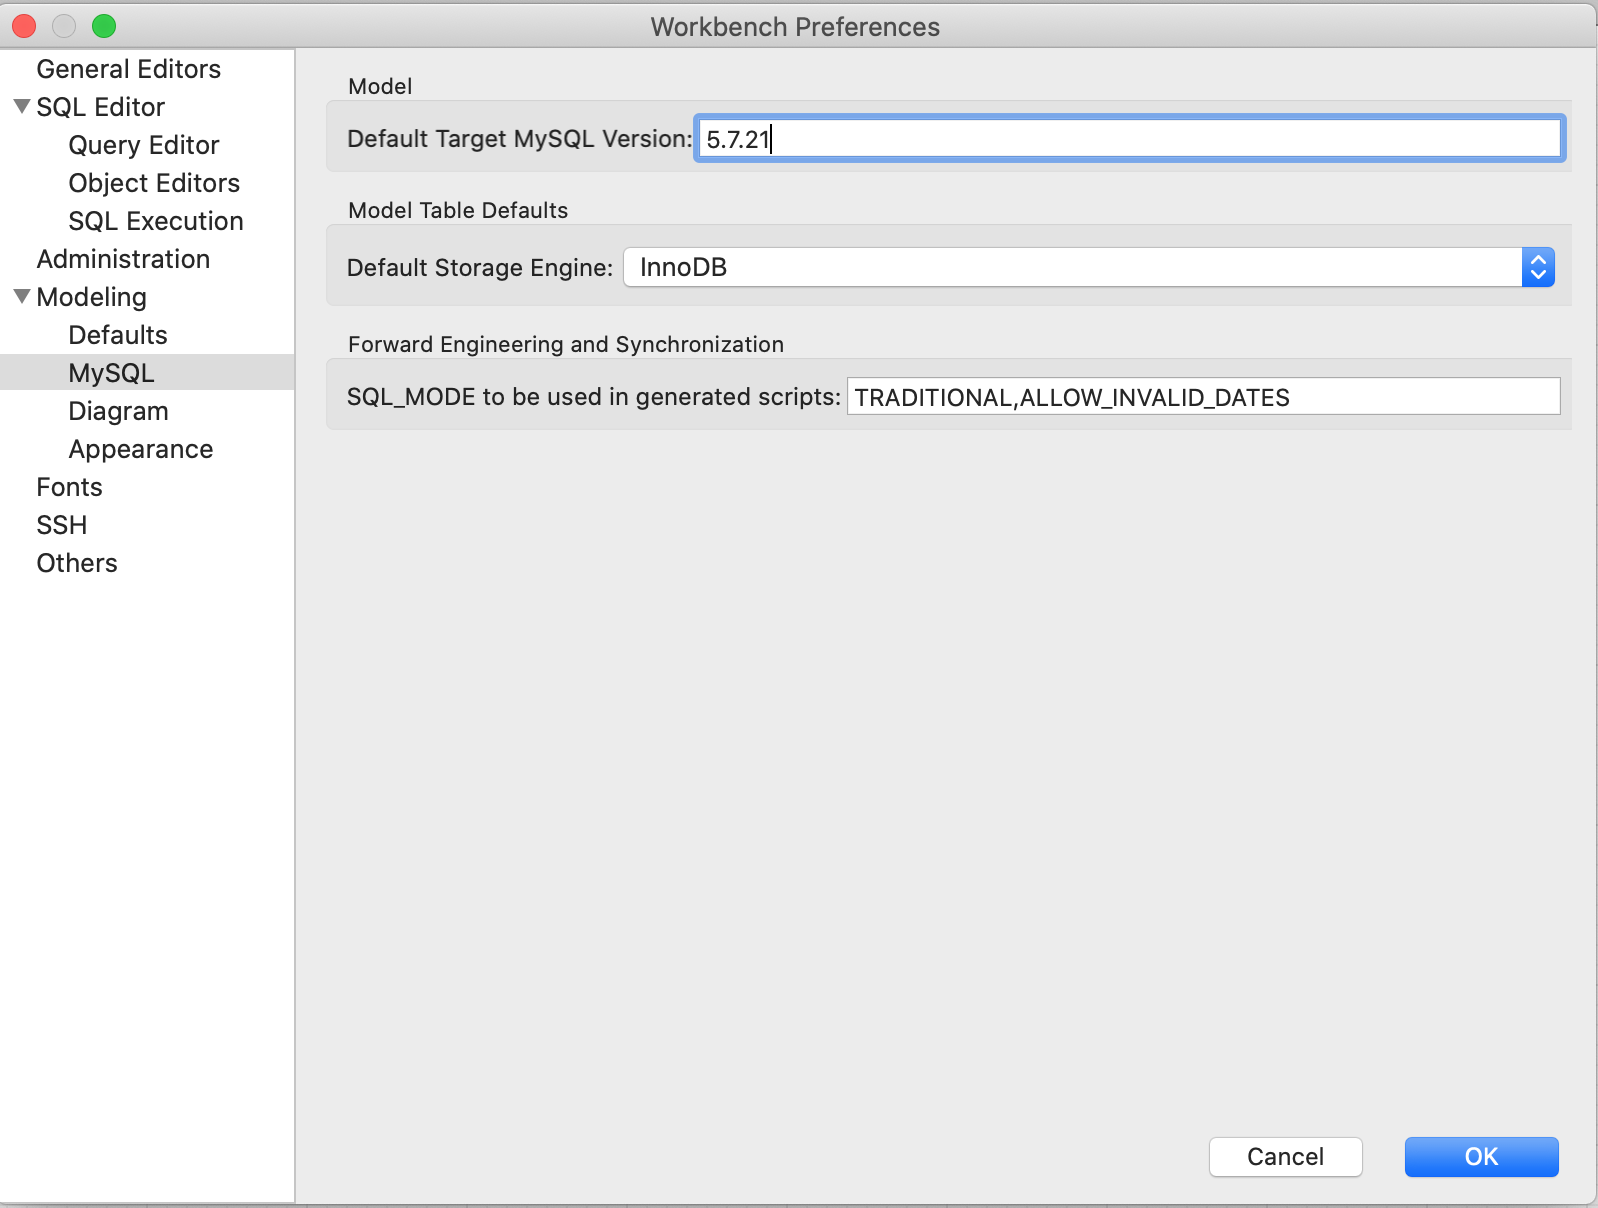 Workbench Preferences
General Editors
SQL Editor
Query Editor
Object Editors
SQL Execution
Administration
Modeling
Defaults
MySQL
Diagram
Appearance
Fonts
SSH
Others
Model
Default Target MySQL Version: 5.7.21
Model Table Defaults
Default Storage Engine: InnoDB
Forward Engineering and Synchronization
SQL_MODE to be used in generated scripts: TRADITIONAL,ALLOW_INVALID_DATES
Cancel OK